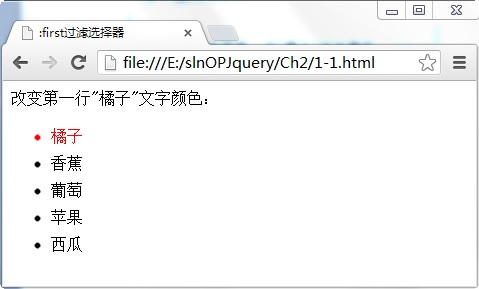 :first过滤选择器
file:///E:/slnOPJquery/Ch2/1-1.html
改变第一行"橘子"文字颜色：
橘子
香蕉
葡萄
苹果
西瓜